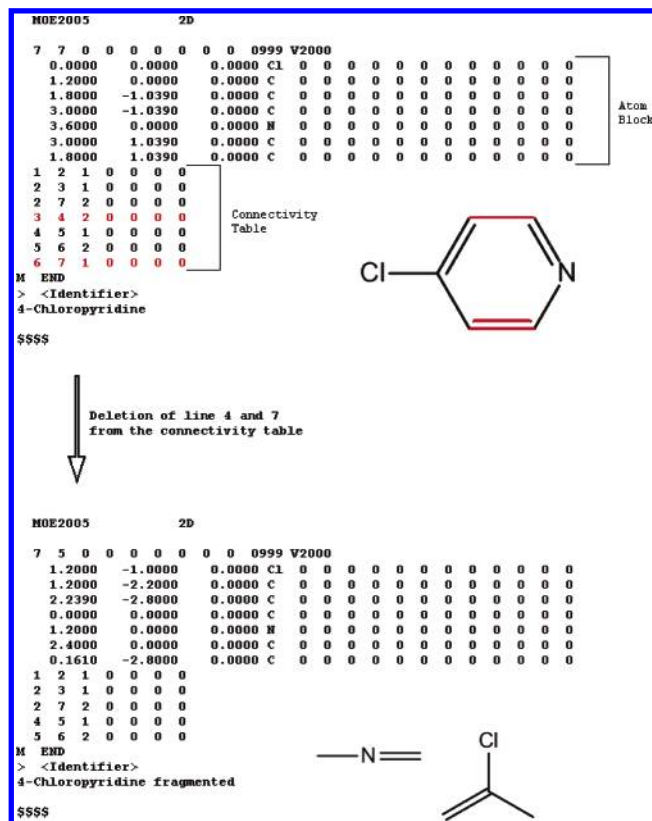 MOE2005 2D
7 7 0 0 0 0 0 0 0 0999 V2000
0.0000 0.0000 0.0000 Cl 0 0 0 0 0 0 0 0 0 0 0 0
1.2000 0.0000 0.0000 C 0 0 0 0 0 0 0 0 0 0 0 0
1.8000 -1.0390 0.0000 C 0 0 0 0 0 0 0 0 0 0 0 0
3.0000 -1.0390 0.0000 C 0 0 0 0 0 0 0 0 0 0 0 0
3.6000 0.0000 0.0000 N 0 0 0 0 0 0 0 0 0 0 0 0
3.0000 1.0390 0.0000 C 0 0 0 0 0 0 0 0 0 0 0 0
1.8000 1.0390 0.0000 C 0 0 0 0 0 0 0 0 0 0 0 0
Atom
Block
1 2 1 0 0 0 0
2 3 1 0 0 0 0
2 7 2 0 0 0 0
3 4 2 0 0 0 0
4 5 1 0 0 0 0
5 6 2 0 0 0 0
6 7 1 0 0 0 0
Connectivity
Table
M END
> <Identifier>
4-Chloropyridine
$$$$
Cl
N
Deletion of line 4 and 7
from the connectivity table
MOE2005 2D
7 5 0 0 0 0 0 0 0 0999 V2000
1.2000 -1.0000 0.0000 Cl 0 0 0 0 0 0 0 0 0 0 0 0
1.2000 -2.2000 0.0000 C 0 0 0 0 0 0 0 0 0 0 0 0
2.2390 -2.8000 0.0000 C 0 0 0 0 0 0 0 0 0 0 0 0
0.0000 0.0000 0.0000 C 0 0 0 0 0 0 0 0 0 0 0 0
1.2000 0.0000 0.0000 N 0 0 0 0 0 0 0 0 0 0 0 0
2.4000 0.0000 0.0000 C 0 0 0 0 0 0 0 0 0 0 0 0
0.1610 -2.8000 0.0000 C 0 0 0 0 0 0 0 0 0 0 0 0
1 2 1 0 0 0 0
2 3 1 0 0 0 0
2 7 2 0 0 0 0
4 5 1 0 0 0 0
5 6 2 0 0 0 0
M END
> <Identifier>
4-Chloropyridine fragmented
$$$$
N
Cl